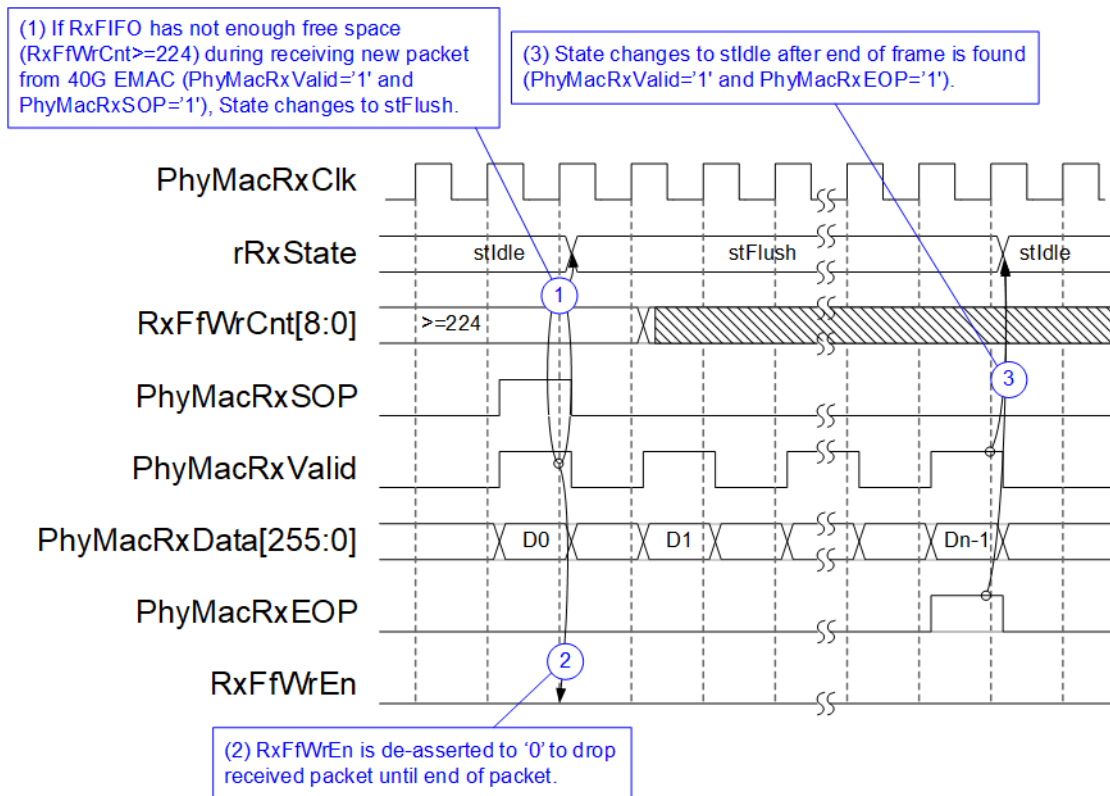 (1) If RxFIFO has not enough free space
(RxFfWrCnt>=224) during receiving new packet
from 40G EMAC (PhyMacRxValid='1' and
PhyMacRxSOP='1'), State changes to stFlush.
(3) State changes to stIdle after end of frame is found
(PhyMacRxValid='1' and PhyMacRxEOP='1').
PhyMacRxClk
rRxState
stIdle
stFlush
stIdle
1
RxFfWrCnt[8:0]
>=224
PhyMacRxSOP
3
PhyMacRxValid
PhyMacRxData[255:0]
D0
D1
Dn-1
PhyMacRxEOP
2
RxFfWrEn
(2) RxFfWrEn is de-asserted to ‘0’ to drop
received packet until end of packet.